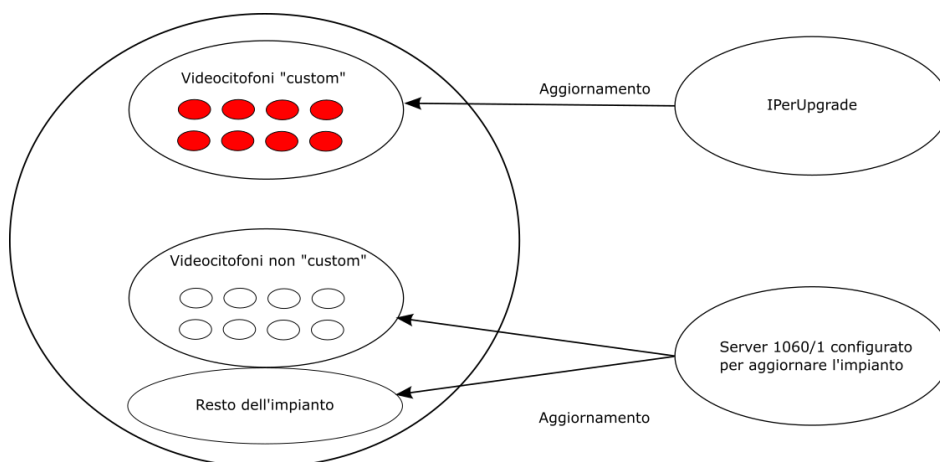 Videocitofoni "custom"
Aggiornamento
IPerUpgrade
Videocitofoni non "custom"
Server 1060/1 configurato
per aggiornare l'impianto
Resto dell'impianto
Aggiornamento